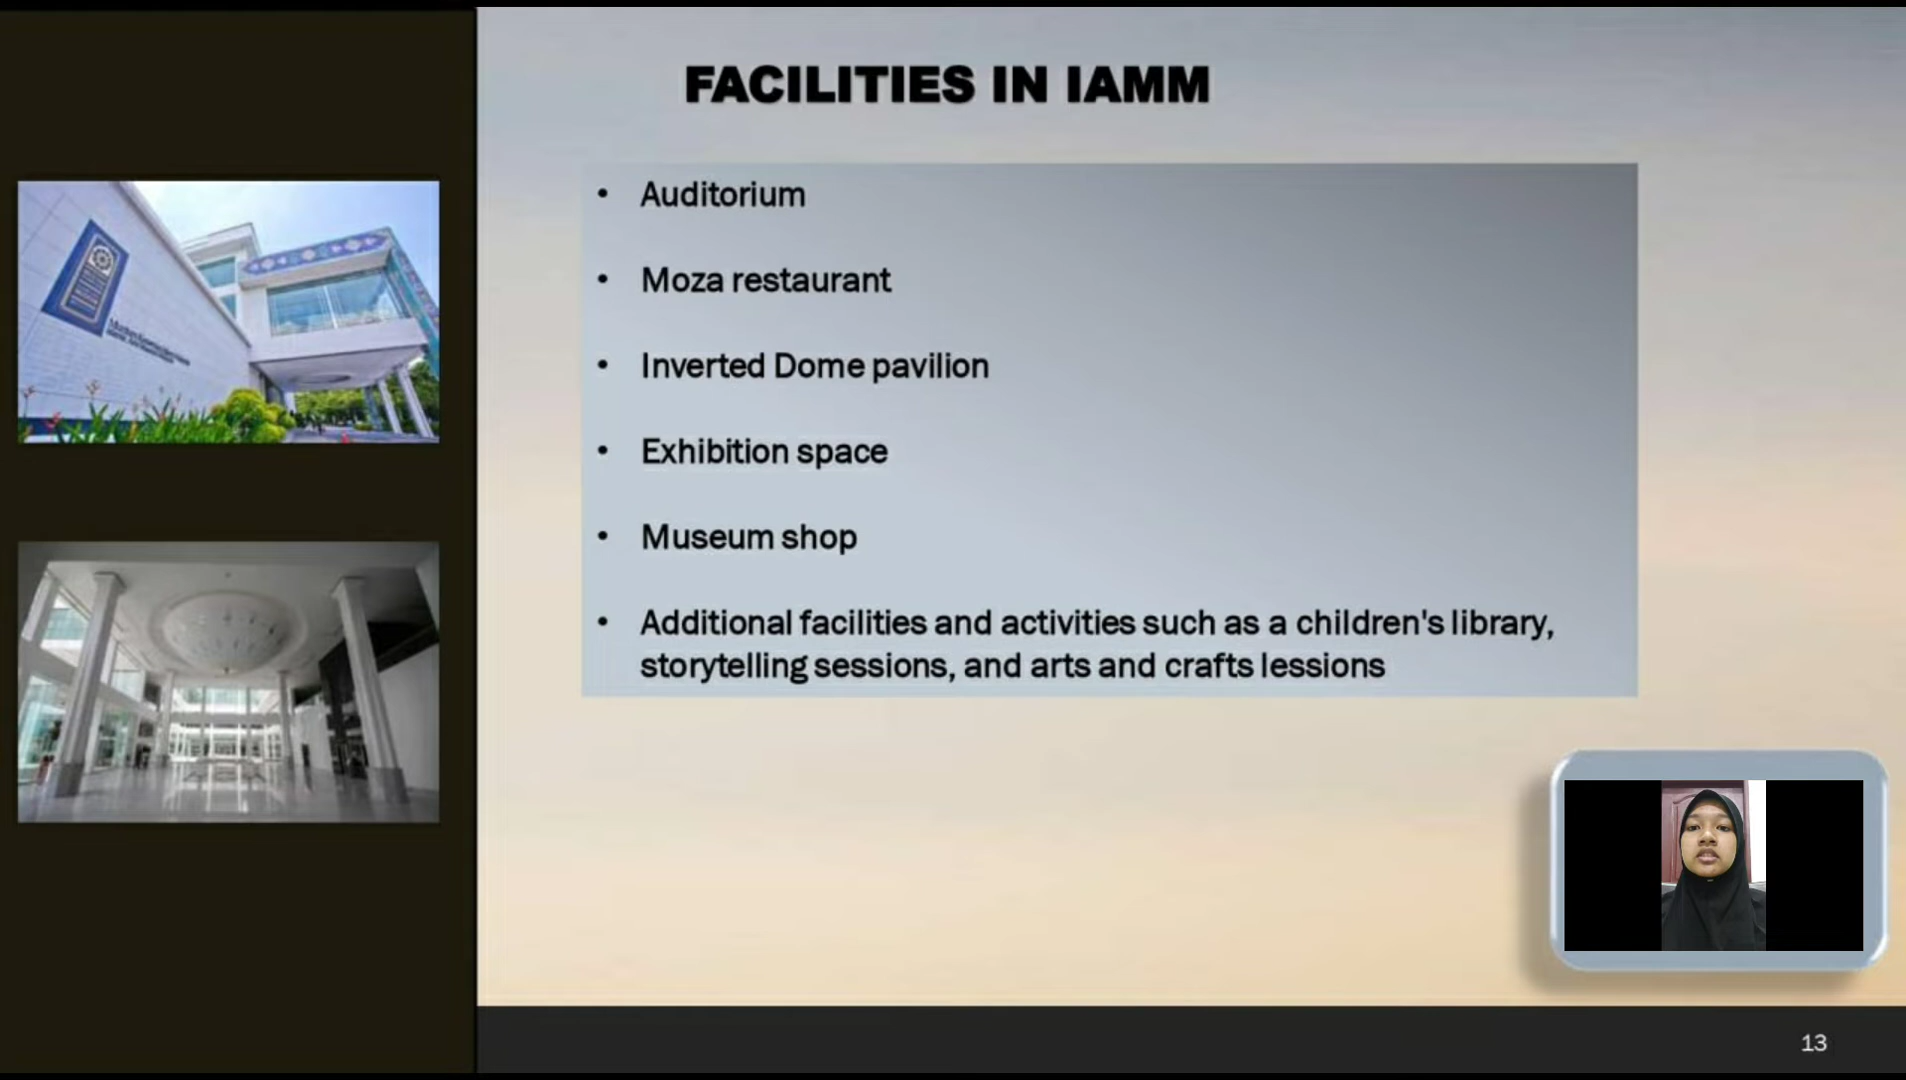 FACILITIES IN IAMM
• Auditorium
• Moza restaurant
• Inverted Dome pavilion
• Exhibition space
• Museum shop
• Additional facilities and activities such as a children's library,
storytelling sessions, and arts and crafts lessions
13